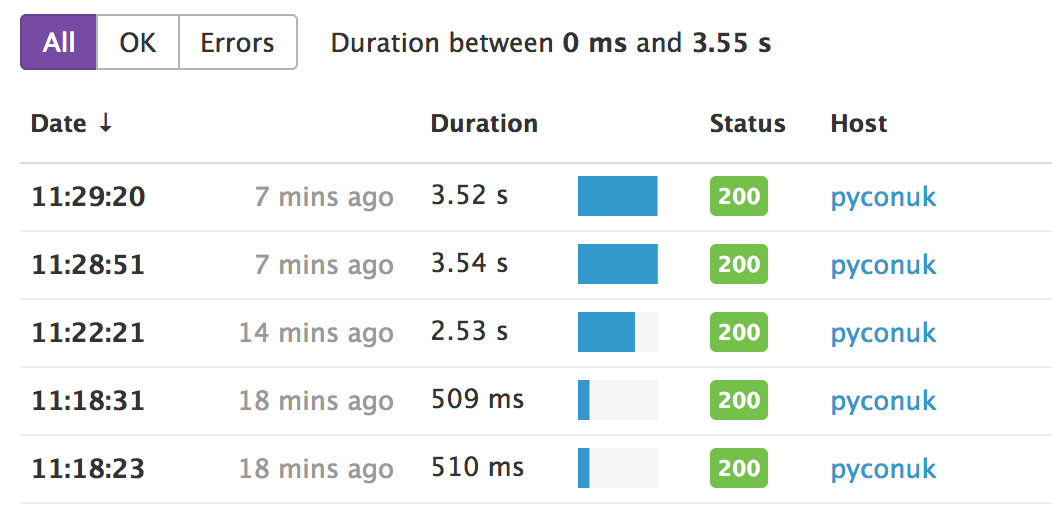 All OK Errors Duration between 0 ms and 3.55 s
Date ↓ Duration Status Host
11:29:20 7 mins ago 3.52 s 200 pyconuk
11:28:51 7 mins ago 3.54 s 200 pyconuk
11:22:21 14 mins ago 2.53 s 200 pyconuk
11:18:31 18 mins ago 509 ms 200 pyconuk
11:18:23 18 mins ago 510 ms 200 pyconuk